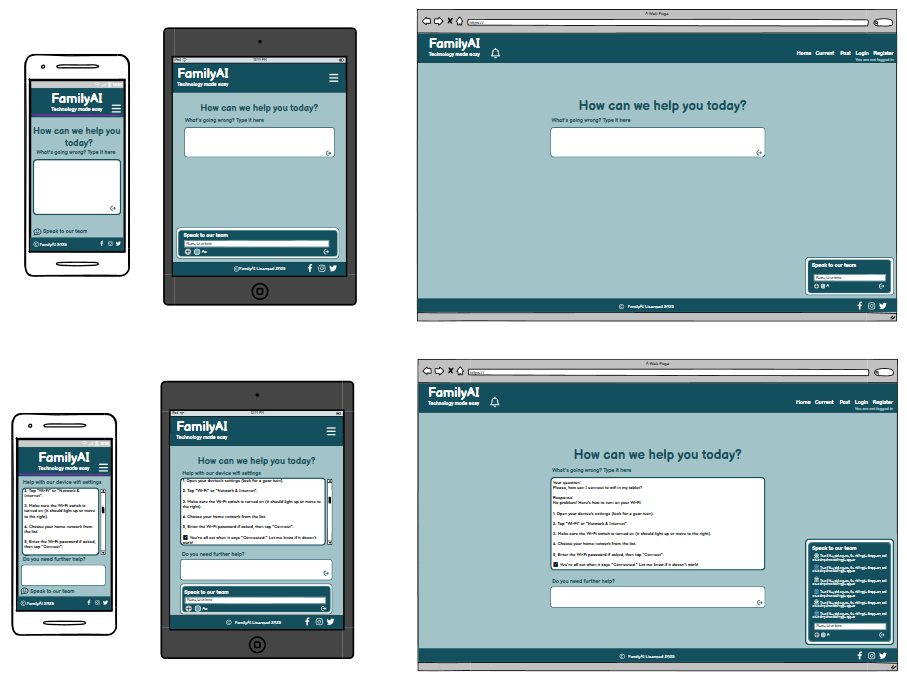 FamilyAI
Technology made easy
How can we help you
today?
What's going wrong? Type it here
Speak to our team
FamilyAI 2025
iPad
FamilyAI
Technology made easy
How can we help you today?
What's going wrong? Type it here
Speak to our team
FamilyAI Licensed 2025
A Web Page
https://
FamilyAI
Technology made easy
Home Current Past Login Register
You are not logged in
How can we help you today?
What's going wrong? Type it here
Speak to our team
© FamilyAI Licensed 2025
FamilyAI
Technology made easy
Help with our device wifi settings
2. Tap "Wi-Fi" or "Network &
Internet".
3. Make sure the Wi-Fi switch is
turned on (it should light up or move
to the right).
4. Choose your home network from
the list.
5, Enter the Wi-Fi password if asked,
then tap "Connect".
Do you need further help?
Speak to our team
© FamilyAI 2025
iPad
FamilyAI
Technology made easy
How can we help you today?
Help with our device wifi settings
1. Open your device's settings (look for a gear icon).
2. Tap "Wi-Fi" or "Network & Internet".
3. Make sure the Wi-Fi switch is turned on (it should light up or move to
the right).
4. Choose your home network from the list.
5, Enter the Wi-Fi password if asked, then tap "Connect".
You're all set when it says "Connected." Let me know if it doesn't
work!
Do you need further help?
Speak to our team
© FamilyAI Licensed 2025
A Web Page
https://
FamilyAI
Technology made easy
Home Current Past Login Register
You are not logged in
How can we help you today?
What's going wrong? Type it here
Your question:
Please, how can I connect to wifi in my tablet?
Response:
No problem! Here's how to turn on your Wi-Fi:
1. Open your device's settings (look for a gear icon).
2. Tap "Wi-Fi" or "Network & Internet".
3. Make sure the Wi-Fi switch is turned on (it should light up or move to the right).
4. Choose your home network from the list.
5, Enter the Wi-Fi password if asked, then tap "Connect".
You're all set when it says "Connected." Let me know if it doesn't work!
Do you need further help?
Speak to our team
© FamilyAI Licensed 2025